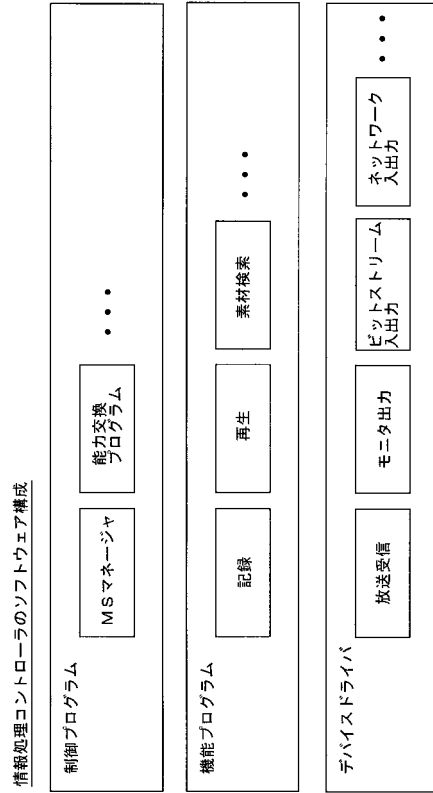 情報処理コントローラのソフトウェア構成
制御プログラム
MSマネージャ
能力交換
プログラム
• • •
機能プログラム
記録
再生
素材検索
• • •
デバイスドライバ
放送受信
モニタ出力
ビットストリーム
入出力
ネットワーク
入出力
• • •